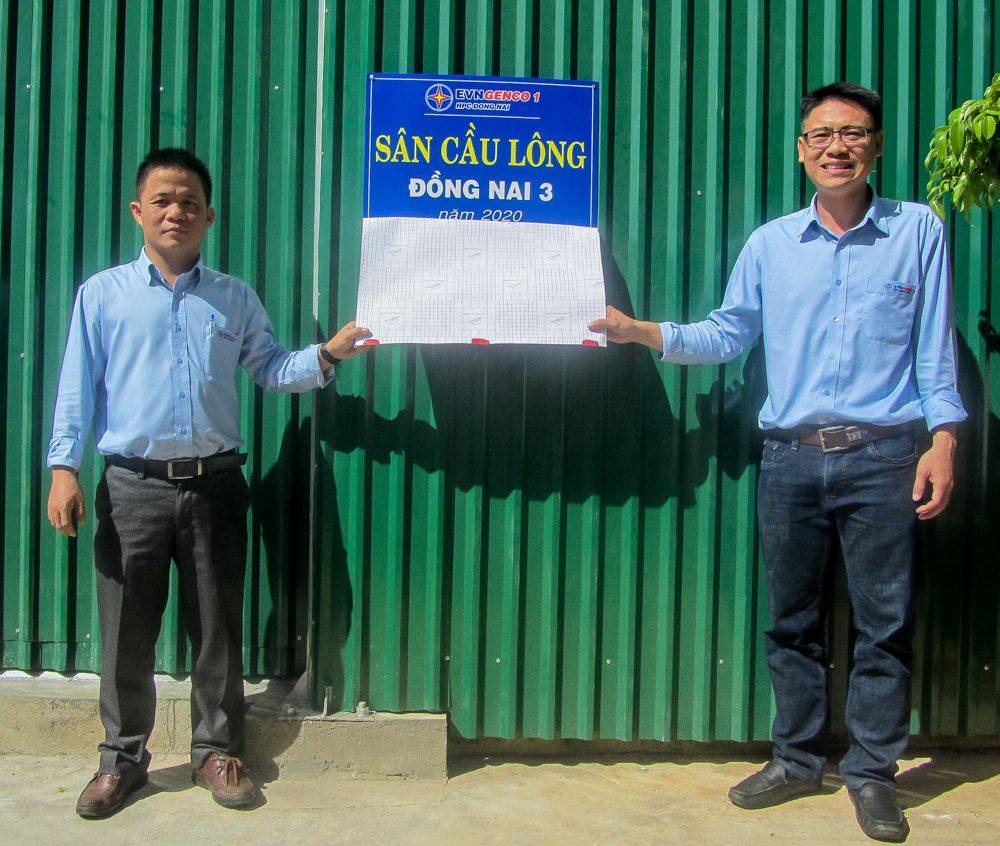 EVNGENCO 1
HPC DONG NAI
SÂN CẦU LÔNG
ĐỒNG NAI 3
năm 2020